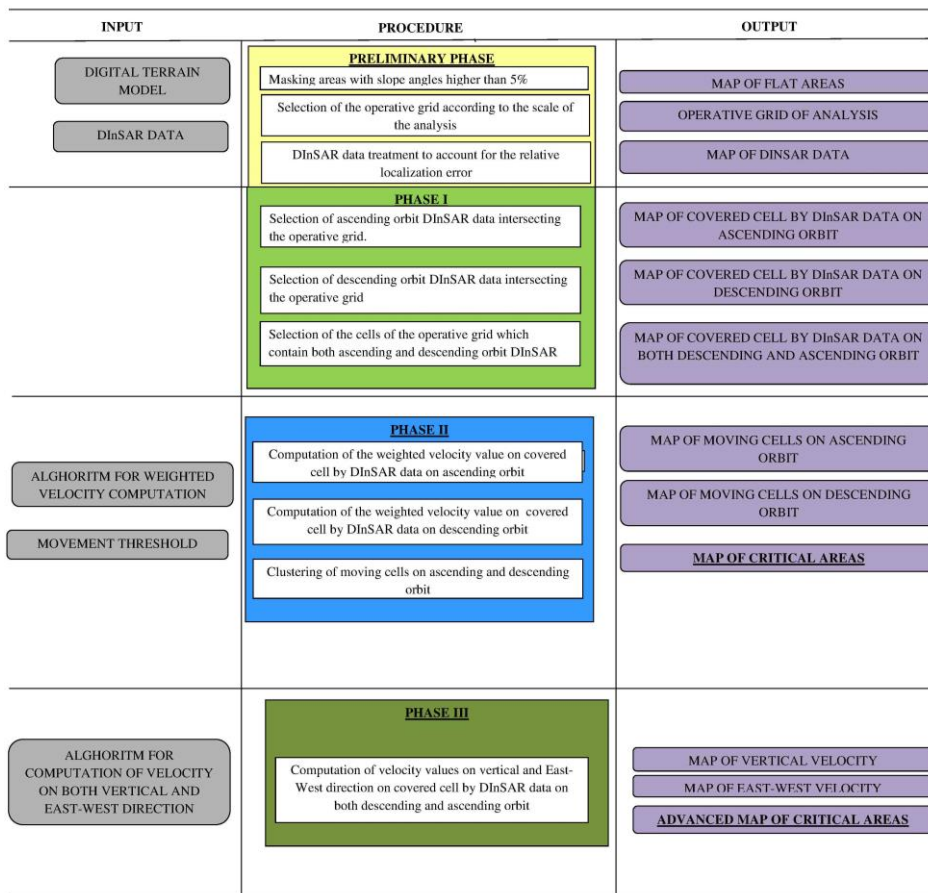 INPUT
PROCEDURE
OUTPUT
DIGITAL TERRAIN
MODEL
DInSAR DATA
PRELIMINARY PHASE
Masking areas with slope angles higher than 5%
Selection of the operative grid according to the scale of
the analysis
DInSAR data treatment to account for the relative
localization error
MAP OF FLAT AREAS
OPERATIVE GRID OF ANALYSIS
MAP OF DINSAR DATA
PHASE I
Selection of ascending orbit DInSAR data intersecting
the operative grid.
Selection of descending orbit DInSAR data intersecting
the operative grid
Selection of the cells of the operative grid which
contain both ascending and descending orbit DInSAR
MAP OF COVERED CELL BY DInSAR DATA ON
ASCENDING ORBIT
MAP OF COVERED CELL BY DInSAR DATA ON
DESCENDING ORBIT
MAP OF COVERED CELL BY DInSAR DATA ON
BOTH DESCENDING AND ASCENDING ORBIT
ALGHORITM FOR WEIGHTED
VELOCITY COMPUTATION
MOVEMENT THRESHOLD
PHASE II
Computation of the weighted velocity value on covered
cell by DInSAR data on ascending orbit
Computation of the weighted velocity value on covered
cell by DInSAR data on descending orbit
Clustering of moving cells on ascending and descending
orbit
MAP OF MOVING CELLS ON ASCENDING
ORBIT
MAP OF MOVING CELLS ON DESCENDING
ORBIT
MAP OF CRITICAL AREAS
ALGHORITM FOR
COMPUTATION OF VELOCITY
ON BOTH VERTICAL AND
EAST-WEST DIRECTION
PHASE III
Computation of velocity values on vertical and East-
West direction on covered cell by DInSAR data on
both descending and ascending orbit
MAP OF VERTICAL VELOCITY
MAP OF EAST-WEST VELOCITY
ADVANCED MAP OF CRITICAL AREAS